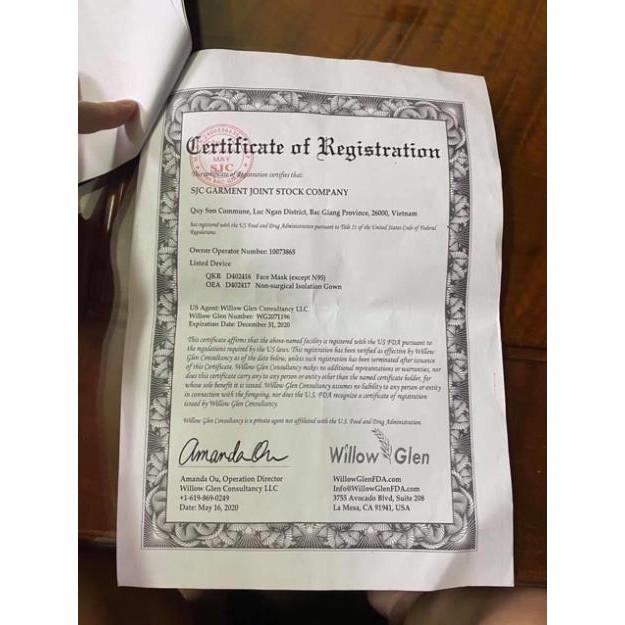 Certificate of Registration
MAY
SJC
This certificate of Registration certifies that:
SJC GARMENT JOINT STOCK COMPANY
Quy Son Commune, Luc Ngan District, Bac Giang Province, 26000, Vietnam
has registered with the US Food and Drug Administration pursuant to Title 21 of the United States Code of Federal
Regulations.
Owner Operator Number: 10073865
Listed Device
QKR D402416 Face Mask (except N95)
OEA D402417 Non-surgical Isolation Gown
US Agent: Willow Glen Consultancy LLC
Willow Glen Number: WG2071196
Expiration Date: December 31, 2020
This certificate affirms that the above-named facility is registered with the US FDA pursuant to
the regulations required by the US laws. This registration has been verified as effective by Willow
Glen Consultancy as of the date below, unless such registration has been terminated after issuance
of this Certificate. Willow Glen Consultancy makes no additional representations or warranties, nor
does this certificate carry any to any person or entity other than the named certificate holder, for
whose sole benefit it is issued. Willow Glen Consultancy assumes no liability to any person or entity
in connection with the foregoing, nor does the U.S. FDA recognize a certificate of registration
issued by Willow Glen Consultancy.
Willow Glen Consultancy is a private agent not affiliated with the U.S. Food and Drug Administration.
Amanda Ou
Willow Glen
Amanda Ou, Operation Director
Willow Glen Consultancy LLC
+1-619-869-0249
Date: May 16, 2020
WillowGlenFDA.com
Info@WillowGlenFDA.com
3755 Avocado Blvd, Suite 208
La Mesa, CA 91941, USA